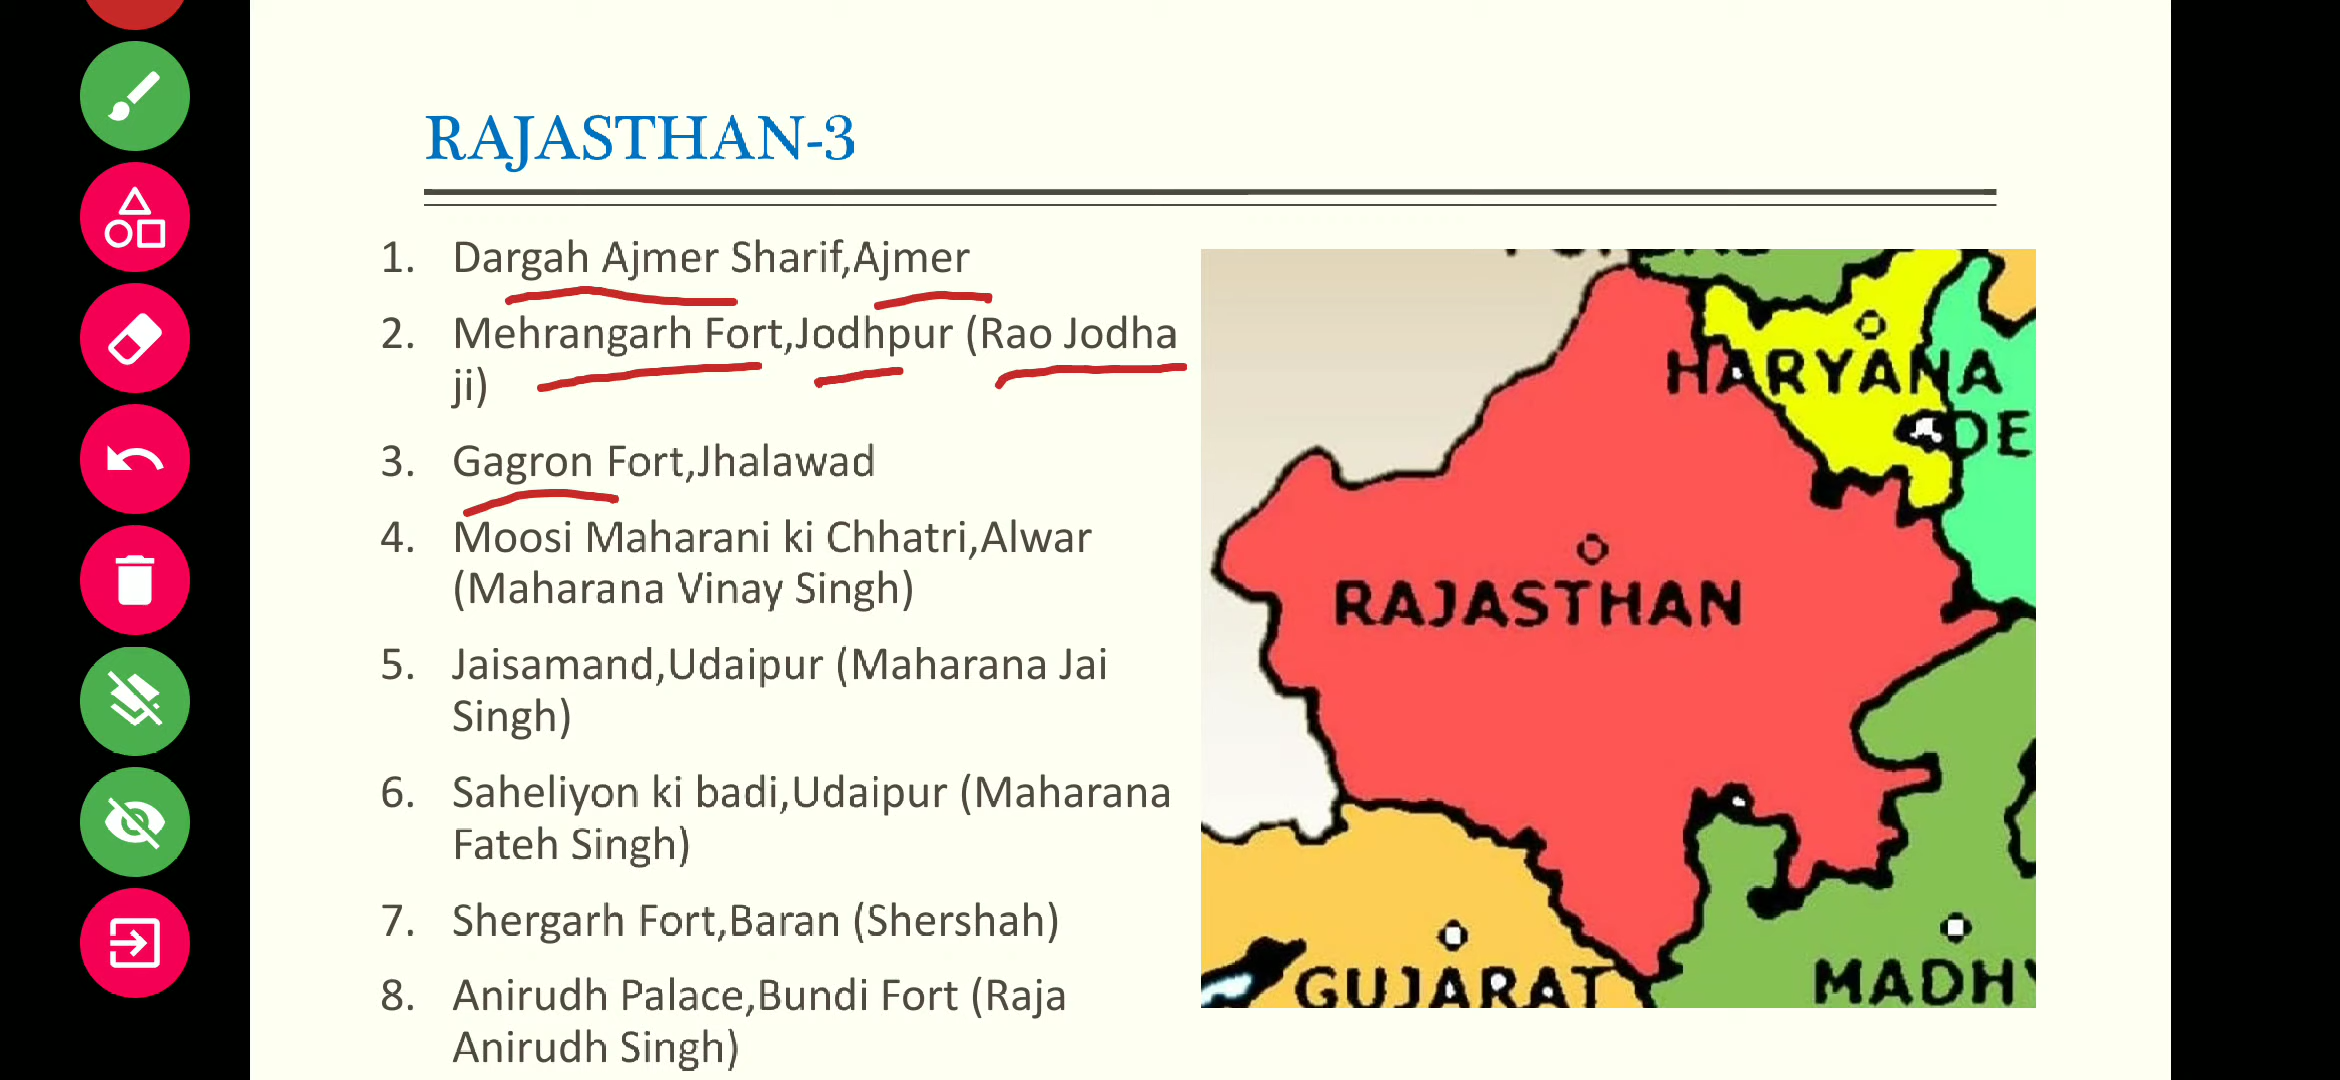 RAJASTHAN-3
1. Dargah Ajmer Sharif,Ajmer
2. Mehrangarh Fort,Jodhpur (Rao Jodha
ji)
3. Gagron Fort,Jhalawad
4. Moosi Maharani ki Chhatri,Alwar
(Maharana Vinay Singh)
5. Jaisamand,Udaipur (Maharana Jai
Singh)
6. Saheliyon ki badi,Udaipur (Maharana
Fateh Singh)
7. Shergarh Fort,Baran (Shershah)
8. Anirudh Palace,Bundi Fort (Raja
Anirudh Singh)
HARYANA
DE
RAJASTHAN
GUJARAT
MADHY